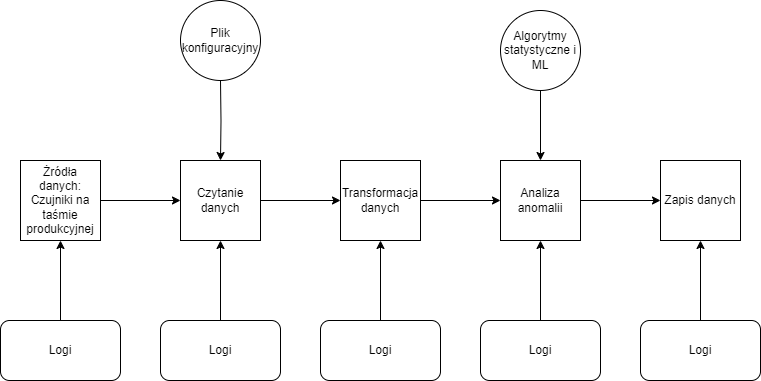 Plik
konfiguracyjny
Algorytmy
statystyczne i
ML
Źródła
danych:
Czujniki na
taśmie
produkcyjnej
Czytanie
danych
Transformacja
danych
Analiza
anomalii
Zapis danych
Logi
Logi
Logi
Logi
Logi